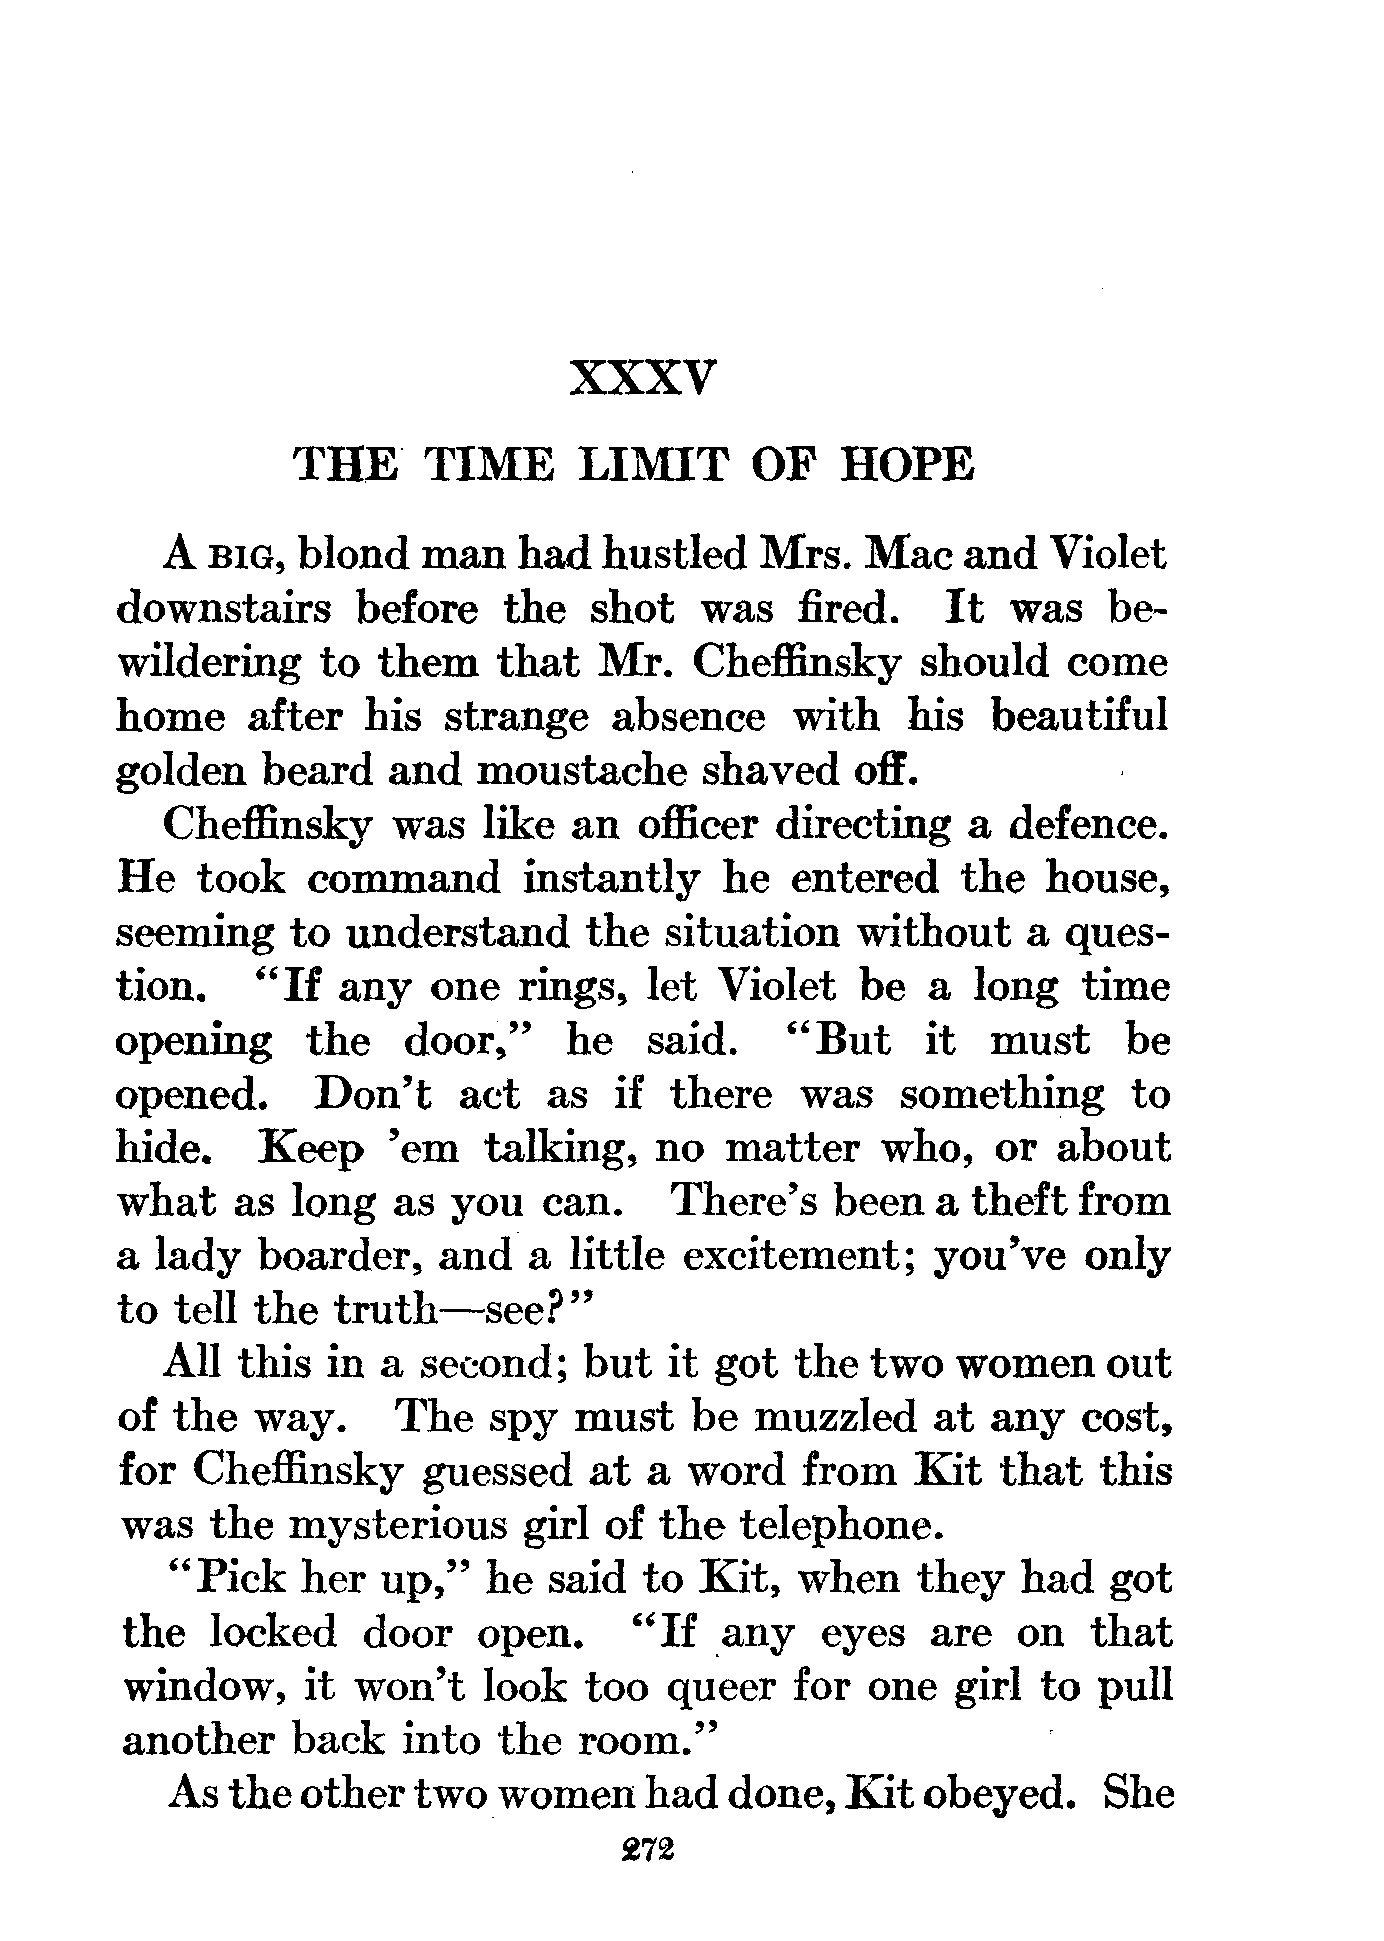 XXXV
THE TIME LIMIT OF HOPE
A BIG, blond man had hustled Mrs. Mac and Violet
downstairs before the shot was fired. It was be-
wildering to them that Mr. Cheffinsky should come
home after his strange absence with his beautiful
golden beard and moustache shaved off.
Cheffinsky was like an officer directing a defence.
He took command instantly he entered the house,
seeming to understand the situation without a ques-
tion. "If any one rings, let Violet be a long time
opening the door," he said. "But it must be
opened. Don't act as if there was something to
hide. Keep 'em talking, no matter who, or about
what as long as you can. There's been a theft from
a lady boarder, and a little excitement; you've only
to tell the truth—see?"
All this in a second; but it got the two women out
of the way. The spy must be muzzled at any cost,
for Cheffinsky guessed at a word from Kit that this
was the mysterious girl of the telephone.
"Pick her up," he said to Kit, when they had got
the locked door open. "If any eyes are on that
window, it won't look too queer for one girl to pull
another back into the room."
As the other two women had done, Kit obeyed. She
272